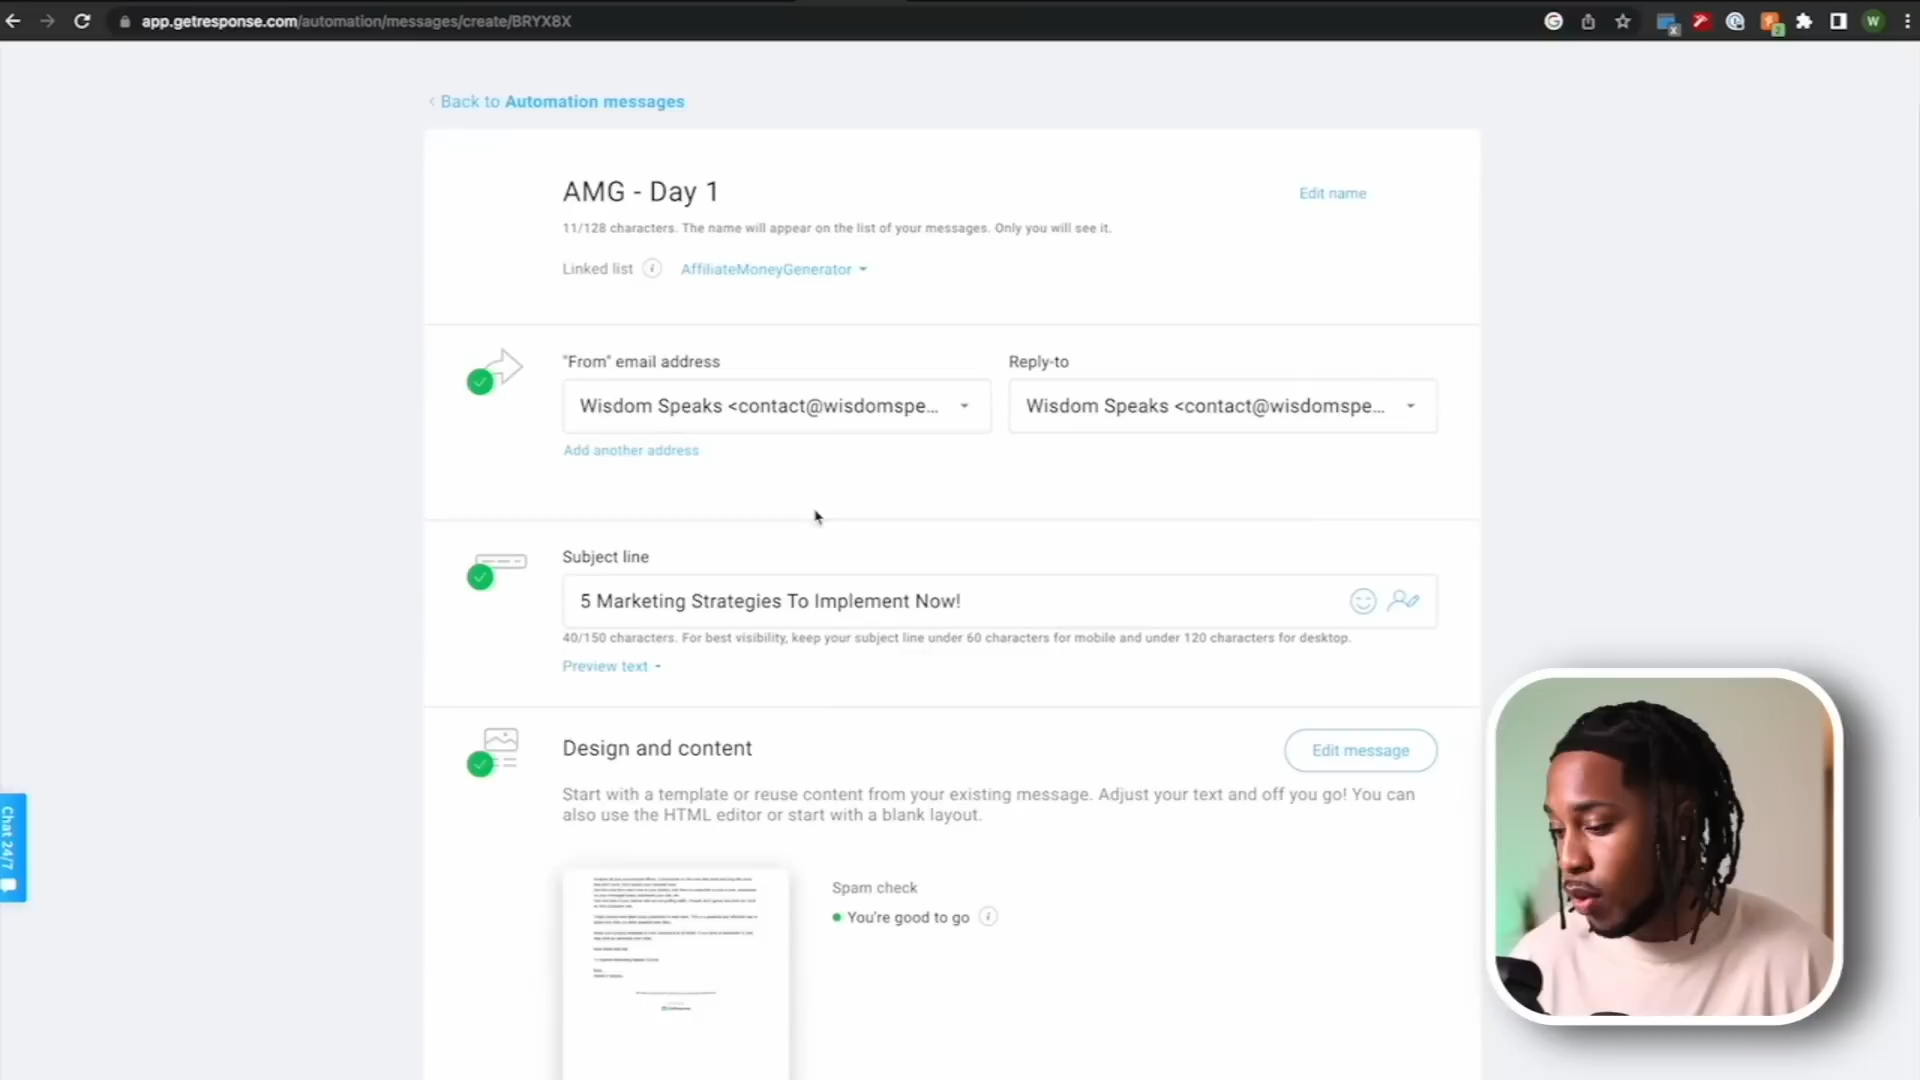 app.getresponse.com/automation/messages/create/BRYX8X
W
Back to Automation messages
AMG - Day 1
Edit name
11/128 characters. The name will appear on the list of your messages. Only you will see it.
Linked list
AffiliateMoneyGenerator
"From" email address
Reply-to
Wisdom Speaks <contact@wisdomspe...
Wisdom Speaks <contact@wisdomspe...
Add another address
Subject line
5 Marketing Strategies To Implement Now!
40/150 characters. For best visibility, keep your subject line under 60 characters for mobile and under 120 characters for desktop.
Preview text
Design and content
Edit message
Start with a template or reuse content from your existing message. Adjust your text and off you go! You can
also use the HTML editor or start with a blank layout.
Chat 24/7
Spam check
You're good to go